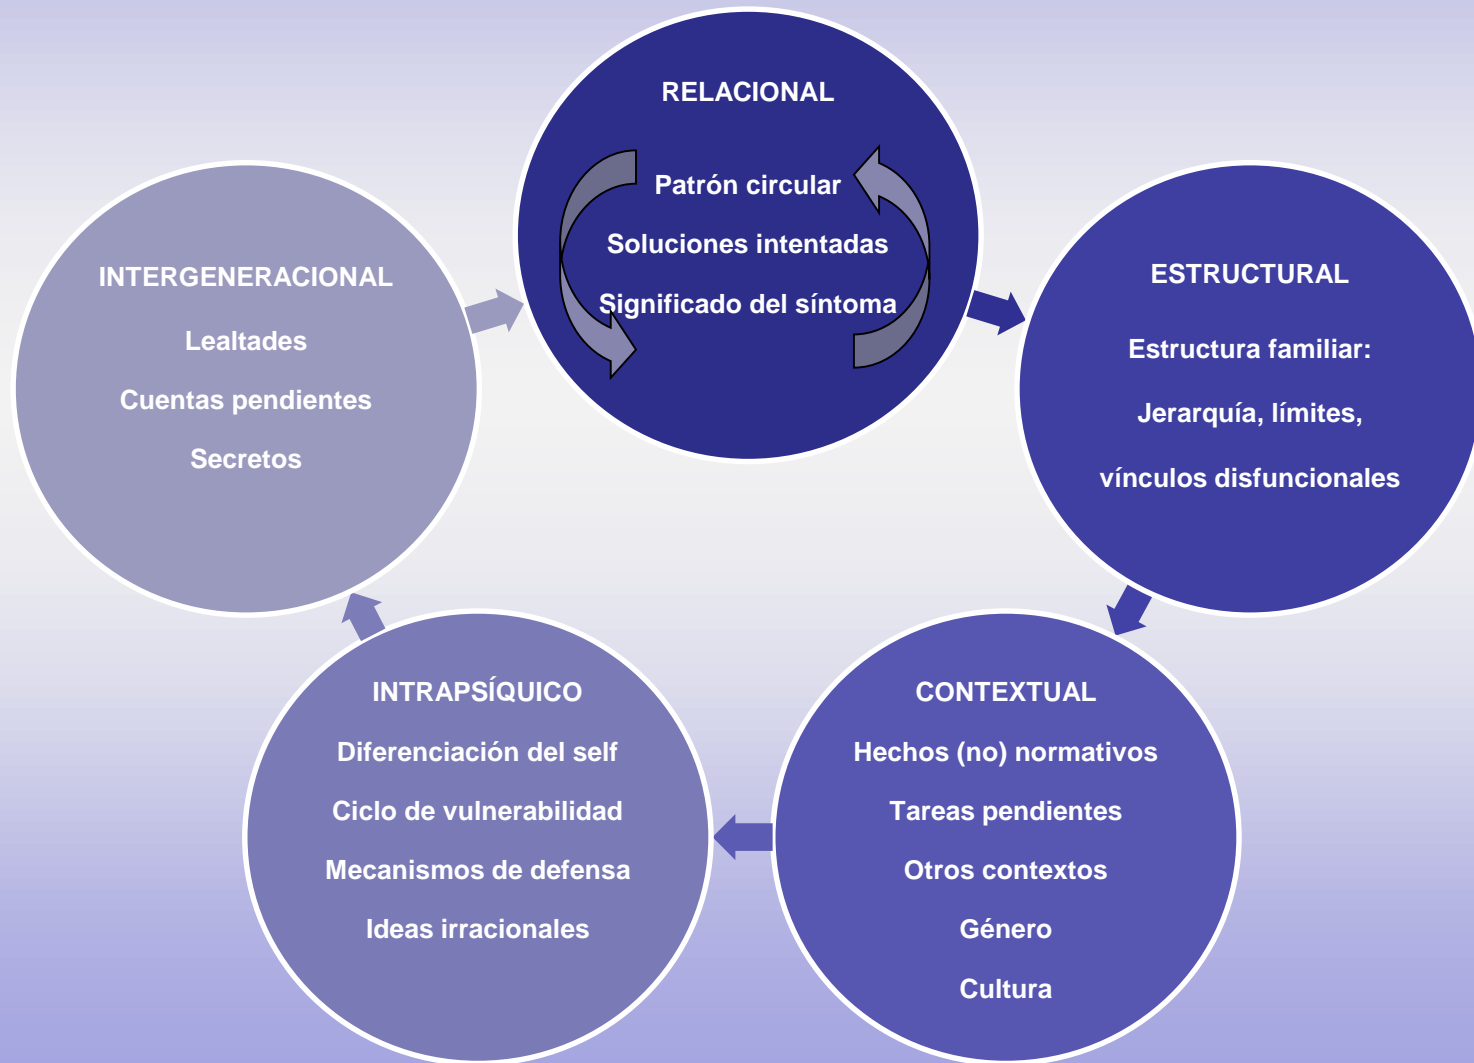 RELACIONAL
Patrón circular
Soluciones intentadas
Significado del síntoma
ESTRUCTURAL
Estructura familiar:
Jerarquía, límites,
vínculos disfuncionales
CONTEXTUAL
Hechos (no) normativos
Tareas pendientes
Otros contextos
Género
Cultura
INTRAPSÍQUICO
Diferenciación del self
Ciclo de vulnerabilidad
Mecanismos de defensa
Ideas irracionales
INTERGENERACIONAL
Lealtades
Cuentas pendientes
Secretos